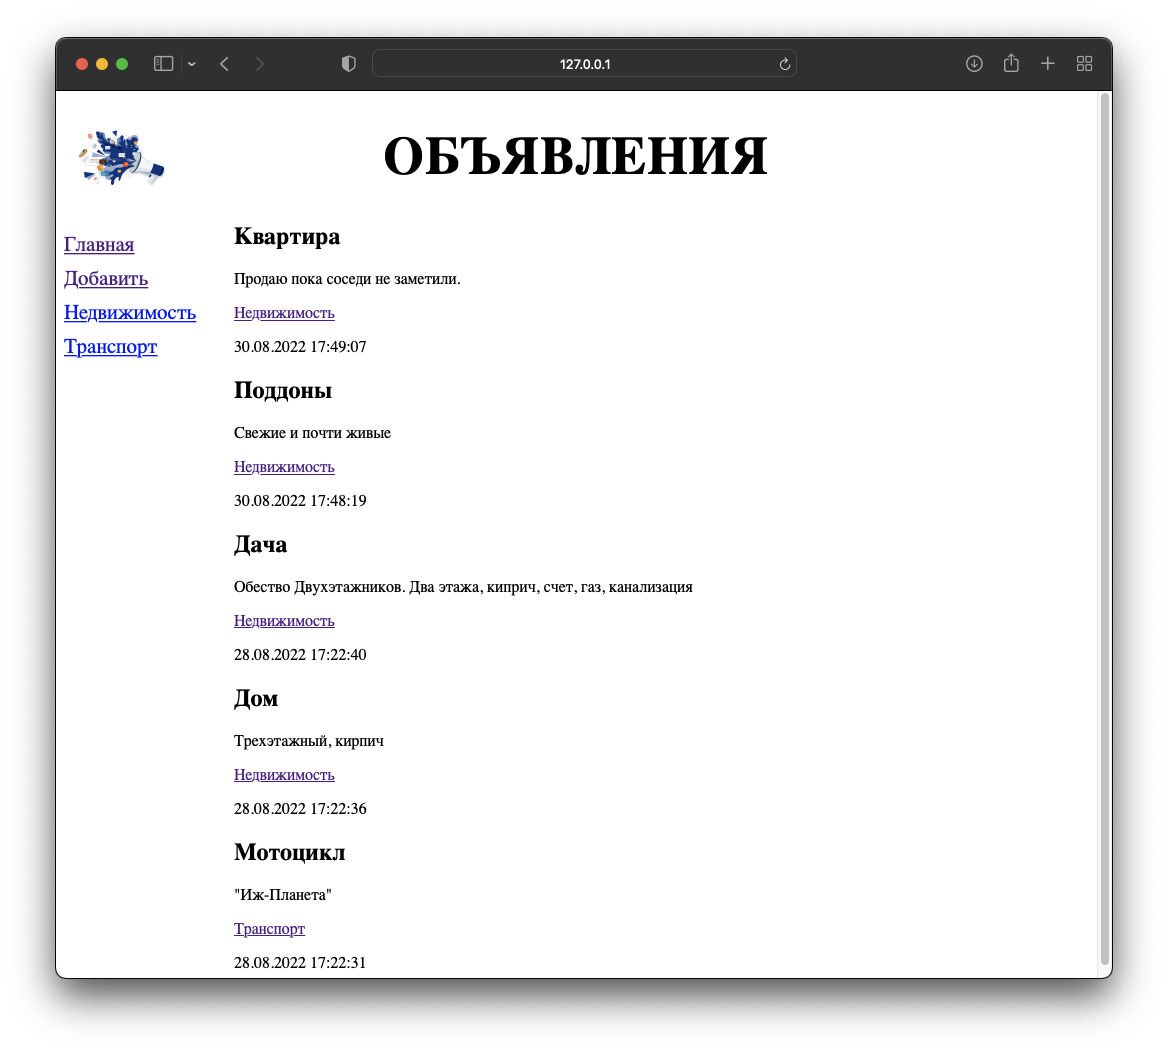 127.0.0.1
ОБЪЯВЛЕНИЯ
Главная
Добавить
Недвижимость
Транспорт
Квартира
Продаю пока соседи не заметили.
Недвижимость
30.08.2022 17:49:07
Поддоны
Свежие и почти живые
Недвижимость
30.08.2022 17:48:19
Дача
Обество Двухэтажников. Два этажа, киприч, счет, газ, канализация
Недвижимость
28.08.2022 17:22:40
Дом
Трехэтажный, кирпич
Недвижимость
28.08.2022 17:22:36
Мотоцикл
"Иж-Планета"
Транспорт
28.08.2022 17:22:31